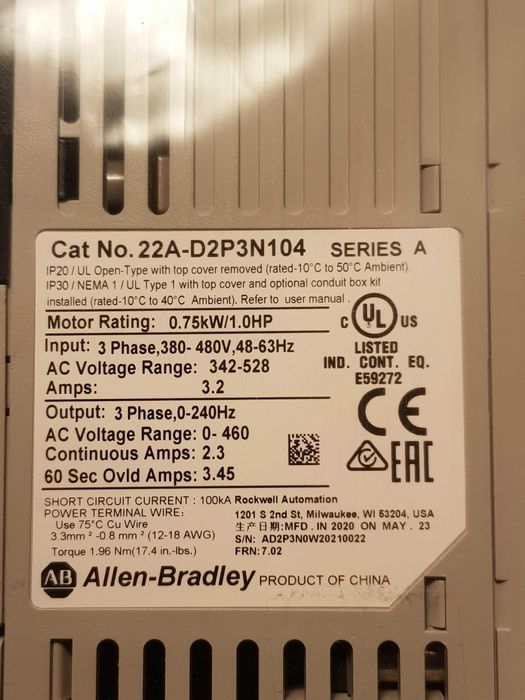 Cat No. 22A-D2P3N104 SERIES A
IP20 / UL Open-Type with top cover removed (rated-10°C to 50°C Ambient).
IP30 / NEMA 1 / UL Type 1 with top cover and optional conduit box kit
installed (rated-10°C to 40°C Ambient). Refer to user manual.
Motor Rating: 0.75kW/1.0HP
Input: 3 Phase,380- 480V,48-63Hz
AC Voltage Range: 342-528
Amps: 3.2
Output: 3 Phase,0-240Hz
AC Voltage Range: 0- 460
Continuous Amps: 2.3
60 Sec Ovld Amps: 3.45
C UL US
LISTED
IND. CONT. EQ.
E59272
CE
EAC
SHORT CIRCUIT CURRENT : 100kA
POWER TERMINAL WIRE:
Use 75°C Cu Wire
3.3mm² -0.8 mm² (12-18 AWG)
Torque 1.96 Nm(17.4 in.-lbs.)
Rockwell Automation
1201 S 2nd St, Milwaukee, WI 53204, USA
生产日期:MFD. IN 2020 ON MAY. 23
S/N: AD2P3N0W20210022
FRN: 7.02
AB Allen-Bradley PRODUCT OF CHINA